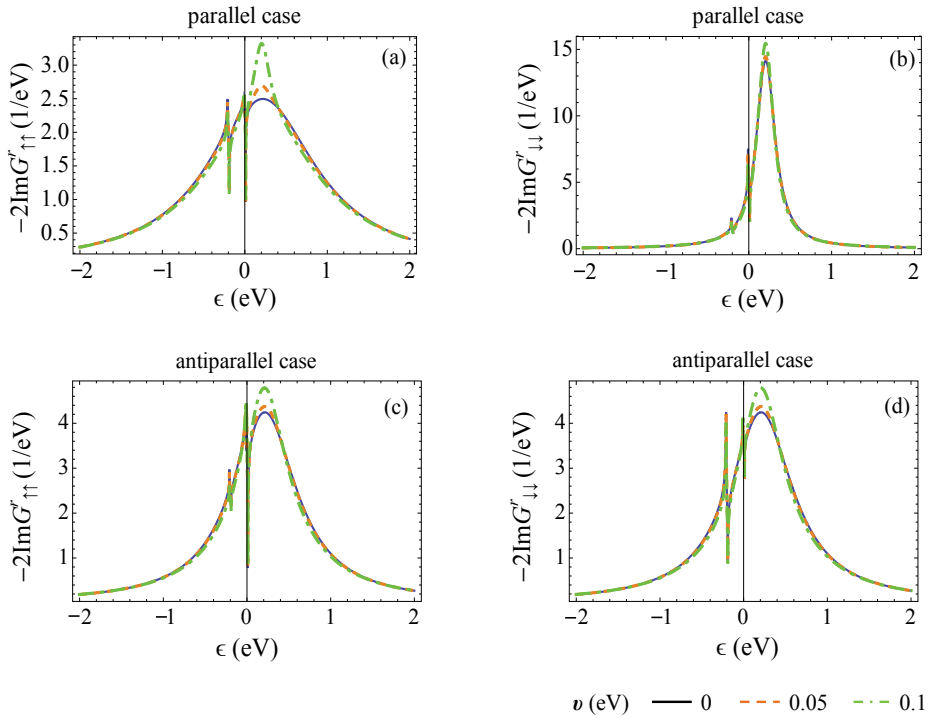 parallel case
(a)
−2ImG^r_↑↑ (1/eV)
3.0
2.5
2.0
1.5
1.0
0.5
−2 −1 0 1 2
ϵ (eV)
parallel case
(b)
−2ImG^r_↓↓ (1/eV)
15
10
5
0
−2 −1 0 1 2
ϵ (eV)
antiparallel case
(c)
−2ImG^r_↑↑ (1/eV)
4
3
2
1
−2 −1 0 1 2
ϵ (eV)
antiparallel case
(d)
−2ImG^r_↓↓ (1/eV)
4
3
2
1
−2 −1 0 1 2
ϵ (eV)
υ (eV) 0 0.05 0.1